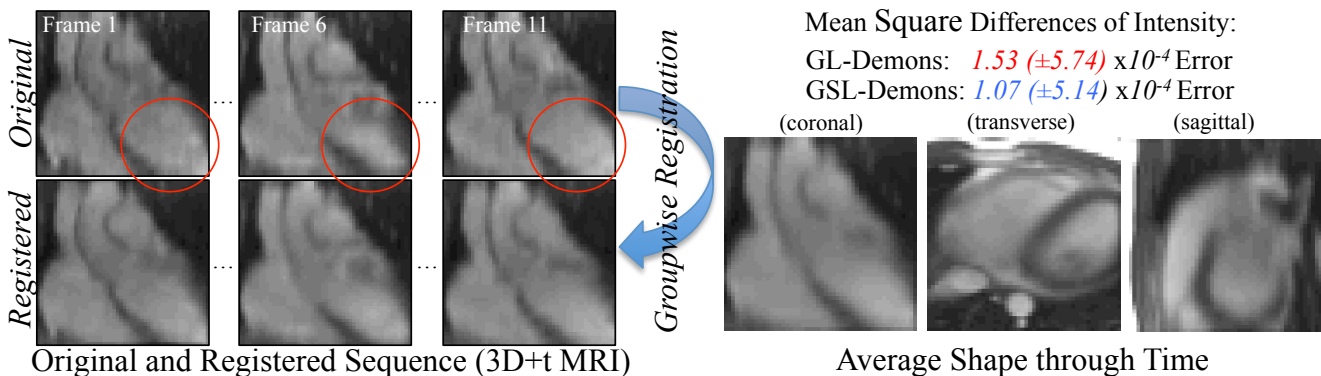 Frame 1
Frame 6
Frame 11
Original
... ...
Registered
... ...
Groupwise Registration
Original and Registered Sequence (3D+t MRI)
Mean Square Differences of Intensity:
GL-Demons: 1.53 (±5.74) x10⁻⁴ Error
GSL-Demons: 1.07 (±5.14) x10⁻⁴ Error
(coronal) (transverse) (sagittal)
Average Shape through Time